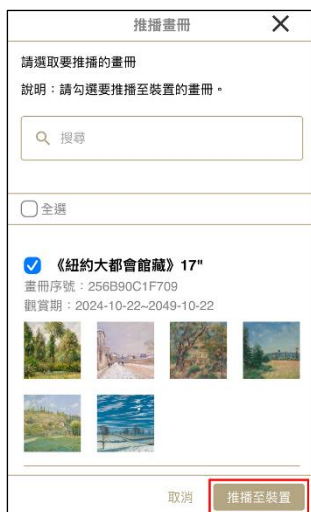 推播畫冊
請選取要推播的畫冊
說明：請勾選要推播至裝置的畫冊。
搜尋
全選
《紐約大都會館藏》17"
畫冊序號：256B90C1F709
觀賞期：2024-10-22~2049-10-22
取消 推播至裝置